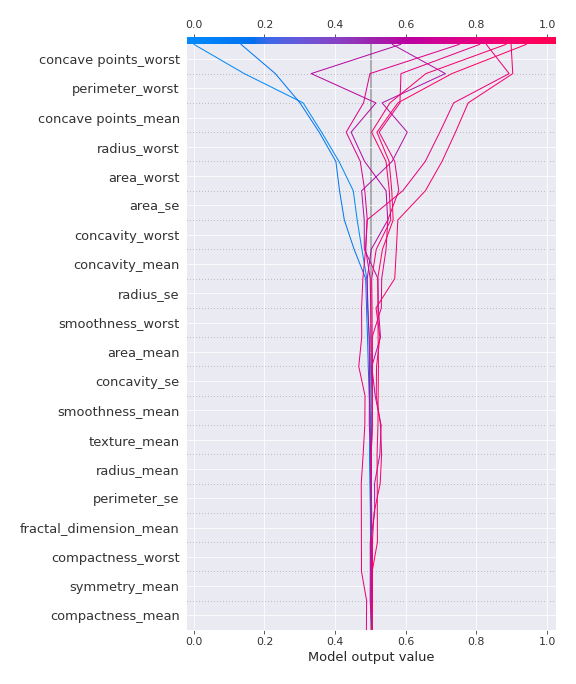 0.0 0.2 0.4 0.6 0.8 1.0
concave points_worst
perimeter_worst
concave points_mean
radius_worst
area_worst
area_se
concavity_worst
concavity_mean
radius_se
smoothness_worst
area_mean
concavity_se
smoothness_mean
texture_mean
radius_mean
perimeter_se
fractal_dimension_mean
compactness_worst
symmetry_mean
compactness_mean
0.0 0.2 0.4 0.6 0.8 1.0
Model output value